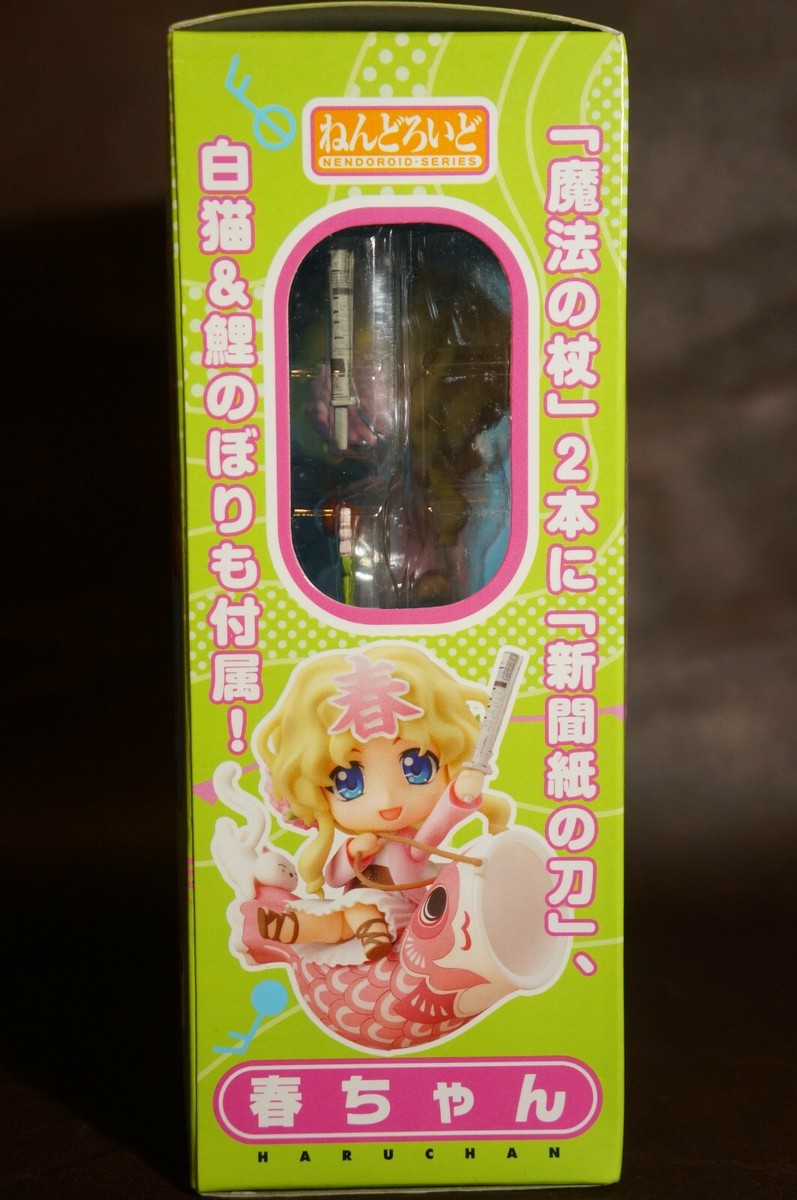 ねんどろいど
NENDOROID·SERIES
「魔法の杖」2本に「新聞紙の刀」、
白猫&鯉のぼりも付属!
春
春ちゃん
HARUCHAN